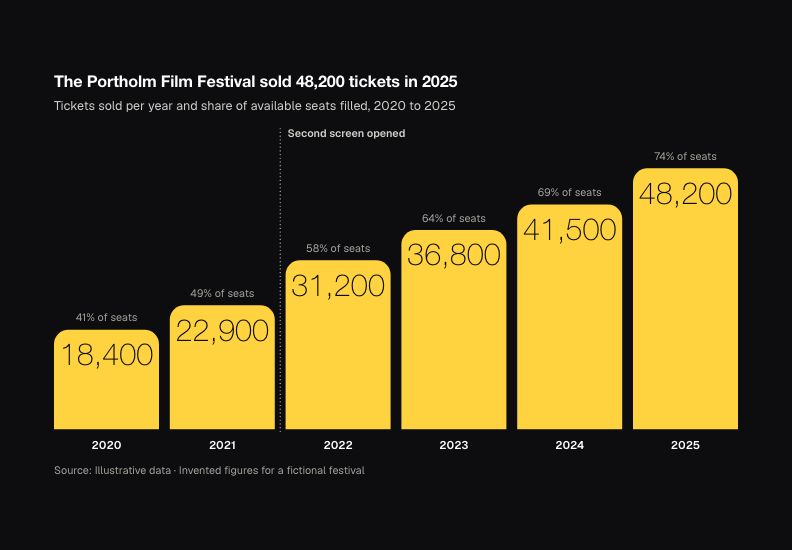 The Portholm Film Festival sold 48,200 tickets in 2025
Tickets sold per year and share of available seats filled, 2020 to 2025
Second screen opened
41% of seats
18,400
49% of seats
22,900
58% of seats
31,200
64% of seats
36,800
69% of seats
41,500
74% of seats
48,200
2020 2021 2022 2023 2024 2025
Source: Illustrative data · Invented figures for a fictional festival